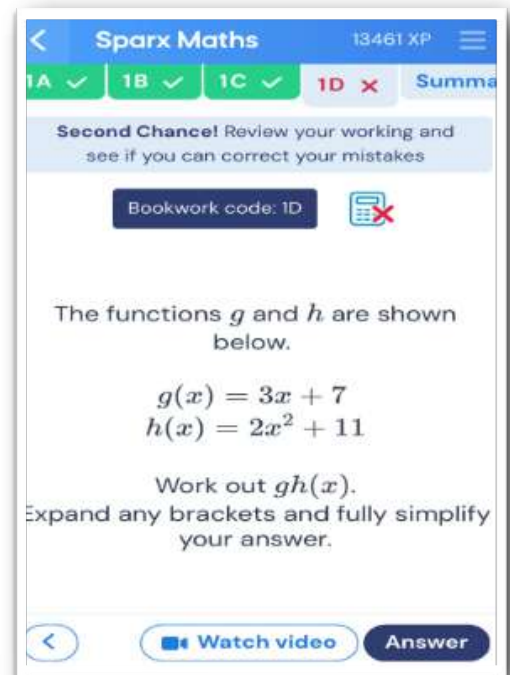 Sparx Maths 13461 XP
1A 1B 1C 1D Summa
Second Chance! Review your working and
see if you can correct your mistakes
Bookwork code: 1D
The functions g and h are shown
below.
g(x) = 3x + 7
h(x) = 2x² + 11
Work out gh(x).
Expand any brackets and fully simplify
your answer.
Watch video Answer